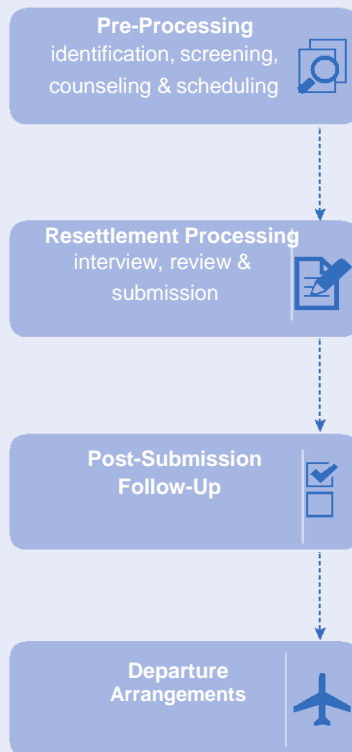 Pre-Processing
identification, screening,
counseling & scheduling
Resettlement Processing
interview, review &
submission
Post-Submission
Follow-Up
Departure
Arrangements